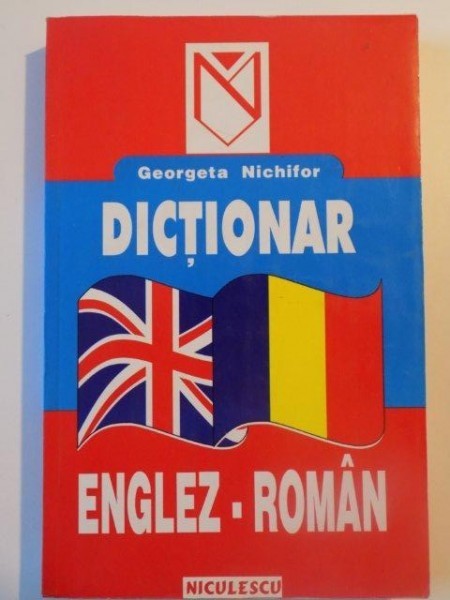 Georgeta Nichifor
DICȚIONAR
ENGLEZ - ROMÂN
NICULESCU